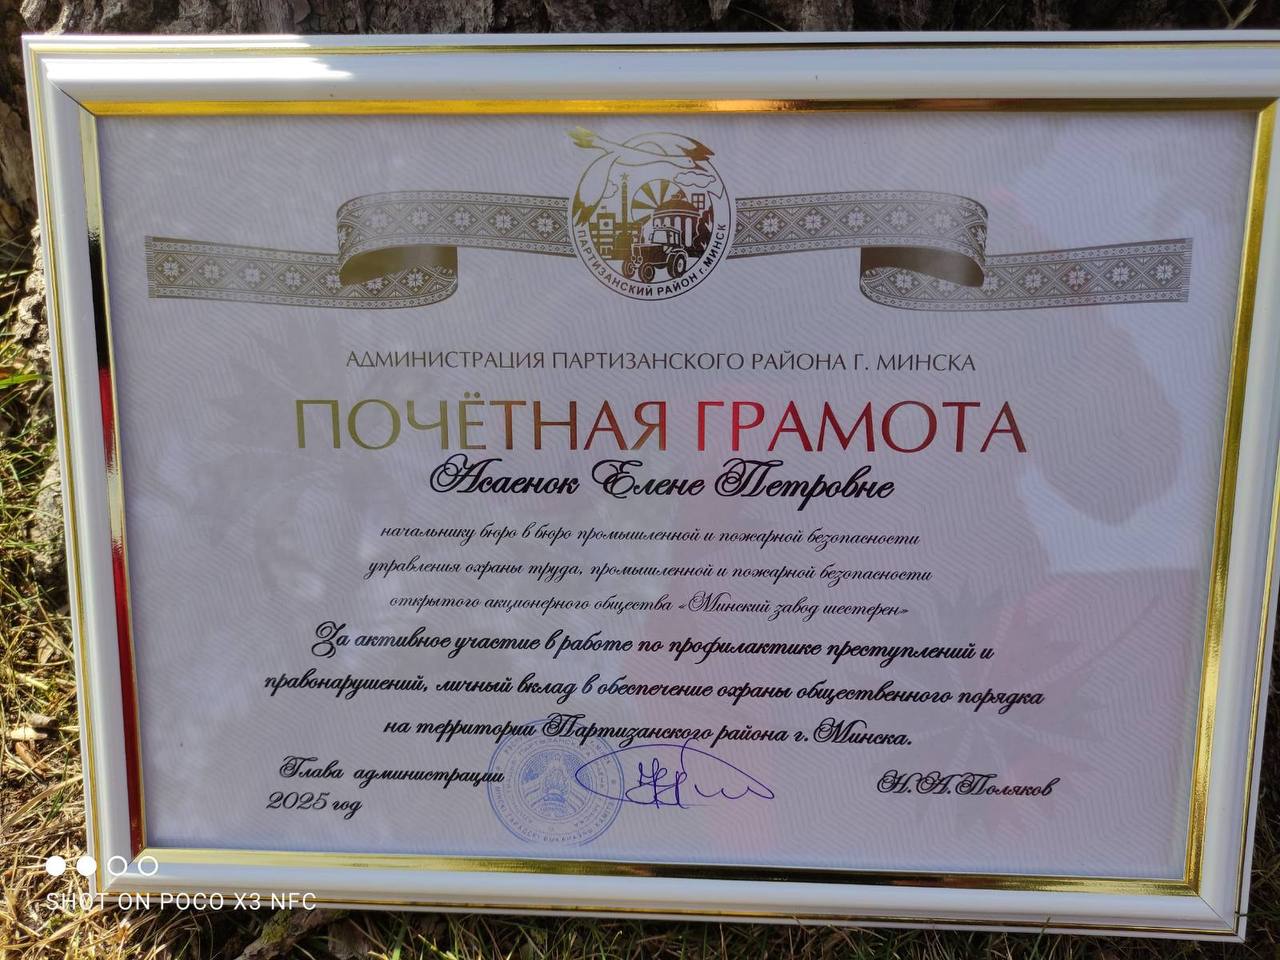 ПАРТИЗАНСКИЙ РАЙОН Г. МИНСК
АДМИНИСТРАЦИЯ ПАРТИЗАНСКОГО РАЙОНА Г. МИНСКА
ПОЧЁТНАЯ ГРАМОТА
Асаенок Елене Петровне
начальнику бюро в бюро промышленной и пожарной безопасности
управления охраны труда, промышленной и пожарной безопасности
открытого акционерного общества «Минский завод шестерен»
За активное участие в работе по профилактике преступлений и
правонарушений, личный вклад в обеспечение охраны общественного порядка
на территории Партизанского района г. Минска.
Глава администрации
Н.А.Поляков
2025 год
SHOT ON POCO X3 NFC